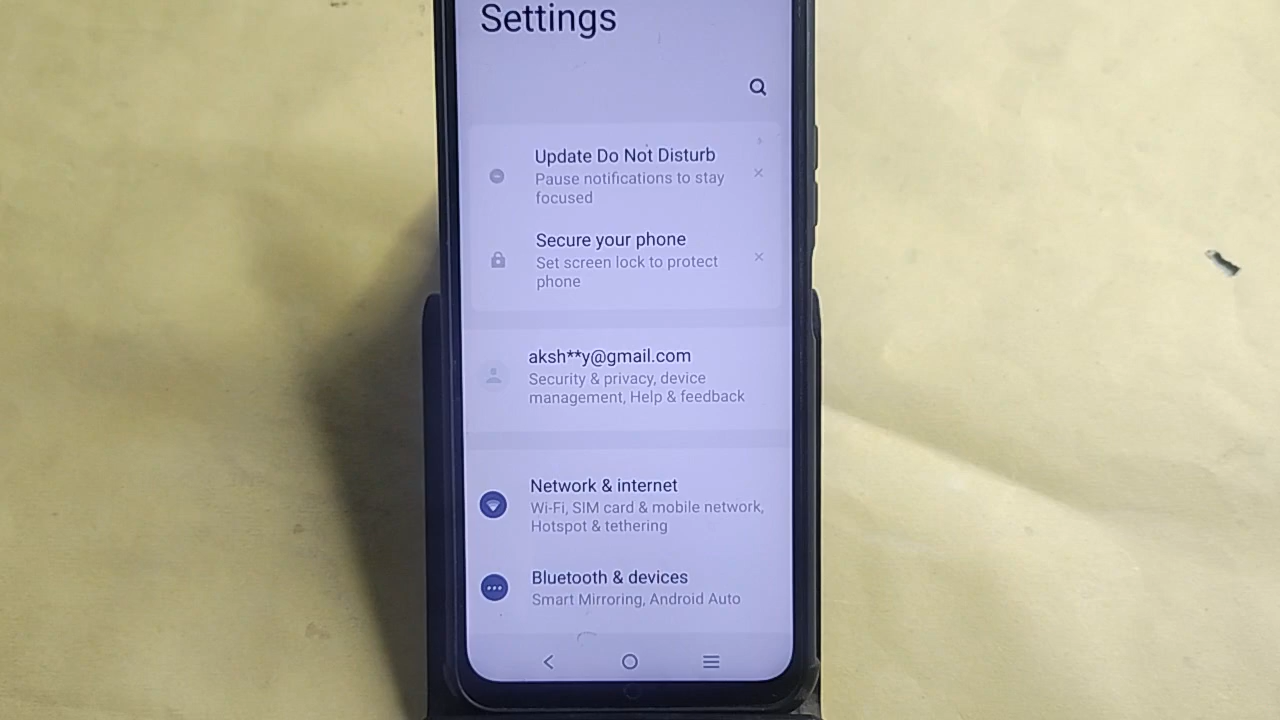 Settings
Update Do Not Disturb
Pause notifications to stay
focused
Secure your phone
Set screen lock to protect
phone
aksh**y@gmail.com
Security & privacy, device
management, Help & feedback
Network & internet
Wi-Fi, SIM card & mobile network,
Hotspot & tethering
Bluetooth & devices
Smart Mirroring, Android Auto